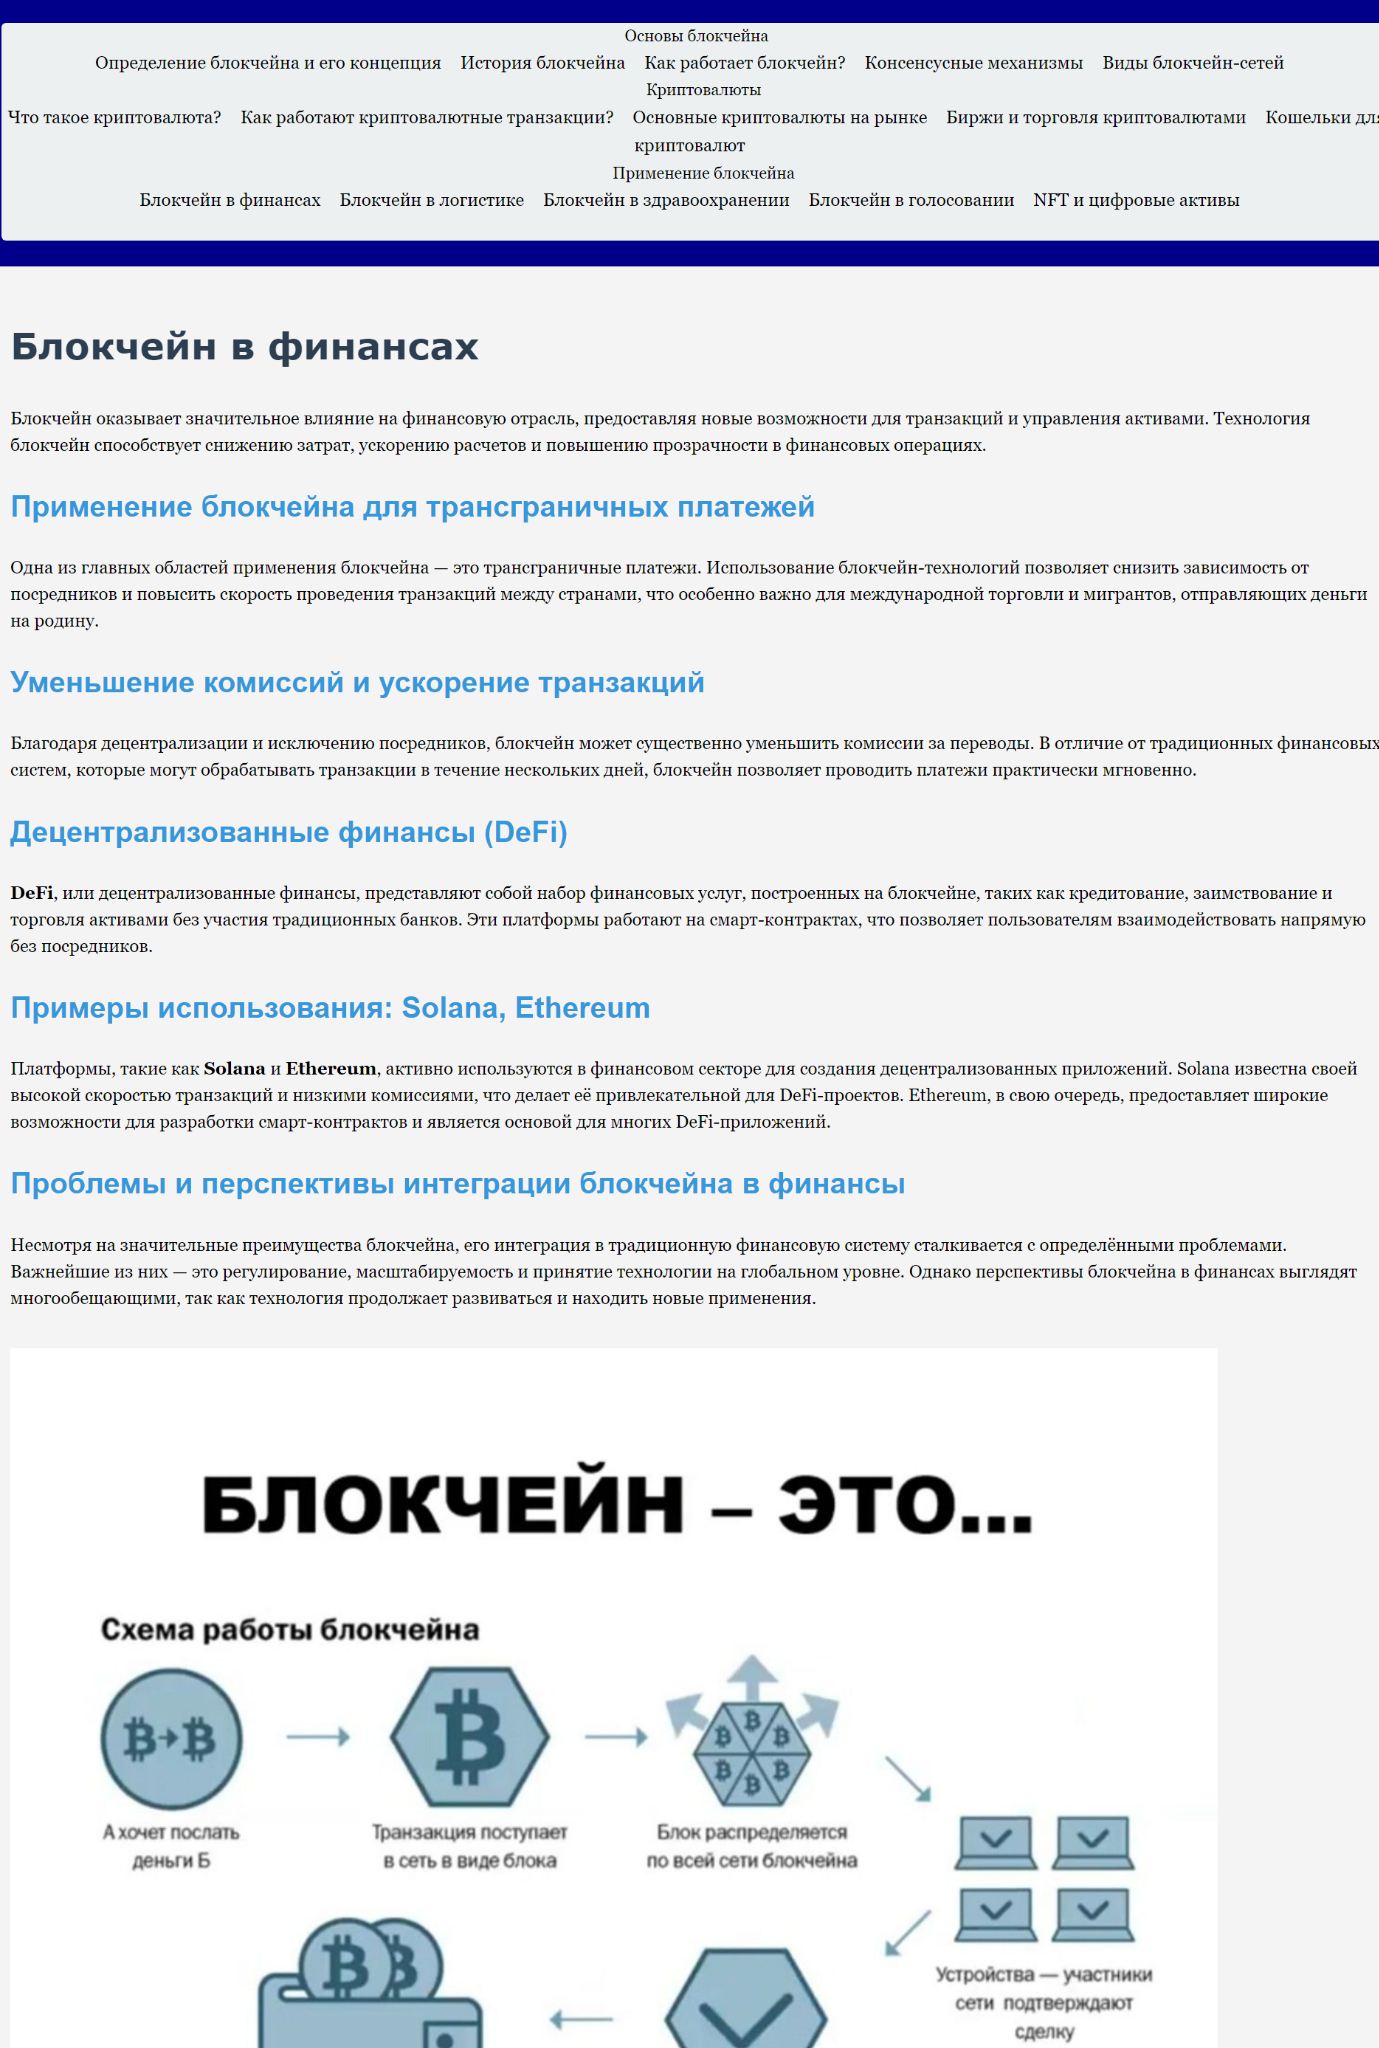 Основы блокчейна
Определение блокчейна и его концепция История блокчейна Как работает блокчейн? Консенсусные механизмы Виды блокчейн-сетей
Криптовалюты
Что такое криптовалюта? Как работают криптовалютные транзакции? Основные криптовалюты на рынке Биржи и торговля криптовалютами Кошельки для
криптовалют
Применение блокчейна
Блокчейн в финансах Блокчейн в логистике Блокчейн в здравоохранении Блокчейн в голосовании NFT и цифровые активы
Блокчейн в финансах
Блокчейн оказывает значительное влияние на финансовую отрасль, предоставляя новые возможности для транзакций и управления активами. Технология
блокчейн способствует снижению затрат, ускорению расчетов и повышению прозрачности в финансовых операциях.
Применение блокчейна для трансграничных платежей
Одна из главных областей применения блокчейна — это трансграничные платежи. Использование блокчейн-технологий позволяет снизить зависимость от
посредников и повысить скорость проведения транзакций между странами, что особенно важно для международной торговли и мигрантов, отправляющих деньги
на родину.
Уменьшение комиссий и ускорение транзакций
Благодаря децентрализации и исключению посредников, блокчейн может существенно уменьшить комиссии за переводы. В отличие от традиционных финансовых
систем, которые могут обрабатывать транзакции в течение нескольких дней, блокчейн позволяет проводить платежи практически мгновенно.
Децентрализованные финансы (DeFi)
DeFi, или децентрализованные финансы, представляют собой набор финансовых услуг, построенных на блокчейне, таких как кредитование, заимствование и
торговля активами без участия традиционных банков. Эти платформы работают на смарт-контрактах, что позволяет пользователям взаимодействовать напрямую
без посредников.
Примеры использования: Solana, Ethereum
Платформы, такие как Solana и Ethereum, активно используются в финансовом секторе для создания децентрализованных приложений. Solana известна своей
высокой скоростью транзакций и низкими комиссиями, что делает её привлекательной для DeFi-проектов. Ethereum, в свою очередь, предоставляет широкие
возможности для разработки смарт-контрактов и является основой для многих DeFi-приложений.
Проблемы и перспективы интеграции блокчейна в финансы
Несмотря на значительные преимущества блокчейна, его интеграция в традиционную финансовую систему сталкивается с определёнными проблемами.
Важнейшие из них — это регулирование, масштабируемость и принятие технологии на глобальном уровне. Однако перспективы блокчейна в финансах выглядят
многообещающими, так как технология продолжает развиваться и находить новые применения.
БЛОКЧЕЙН – ЭТО...
Схема работы блокчейна
А хочет послать
деньги Б
Транзакция поступает
в сеть в виде блока
Блок распределяется
по всей сети блокчейна
Устройства — участники
сети подтверждают
сделку